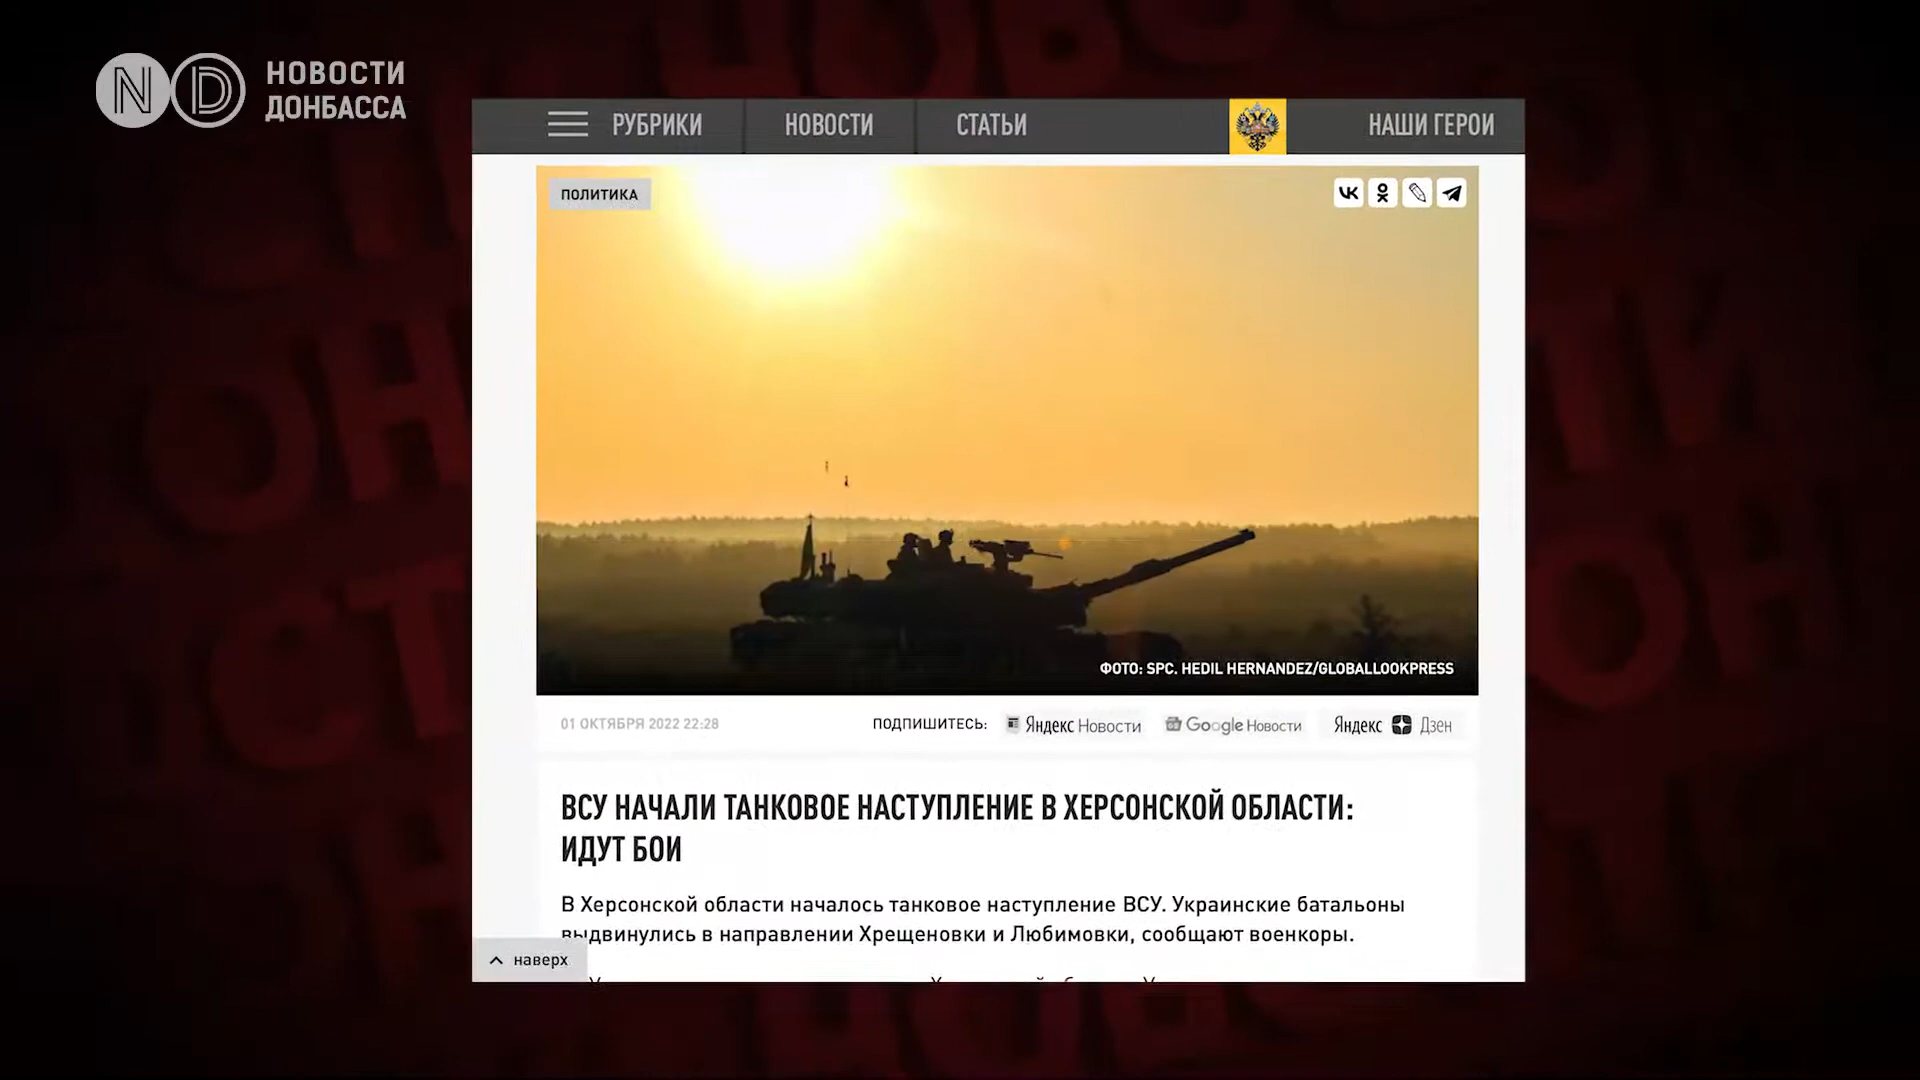 НОВОСТИ
ДОНБАССА
РУБРИКИ
НОВОСТИ
СТАТЬИ
НАШИ ГЕРОИ
ПОЛИТИКА
ФОТО: SPC. HEDIL HERNANDEZ/GLOBALLOOKPRESS
01 ОКТЯБРЯ 2022 22:28
ПОДПИШИТЕСЬ:
Яндекс Новости
Google Новости
Яндекс Дзен
ВСУ НАЧАЛИ ТАНКОВОЕ НАСТУПЛЕНИЕ В ХЕРСОНСКОЙ ОБЛАСТИ:
ИДУТ БОИ
В Херсонской области началось танковое наступление ВСУ. Украинские батальоны
выдвинулись в направлении Хрещеновки и Любимовки, сообщают военкоры.
наверх